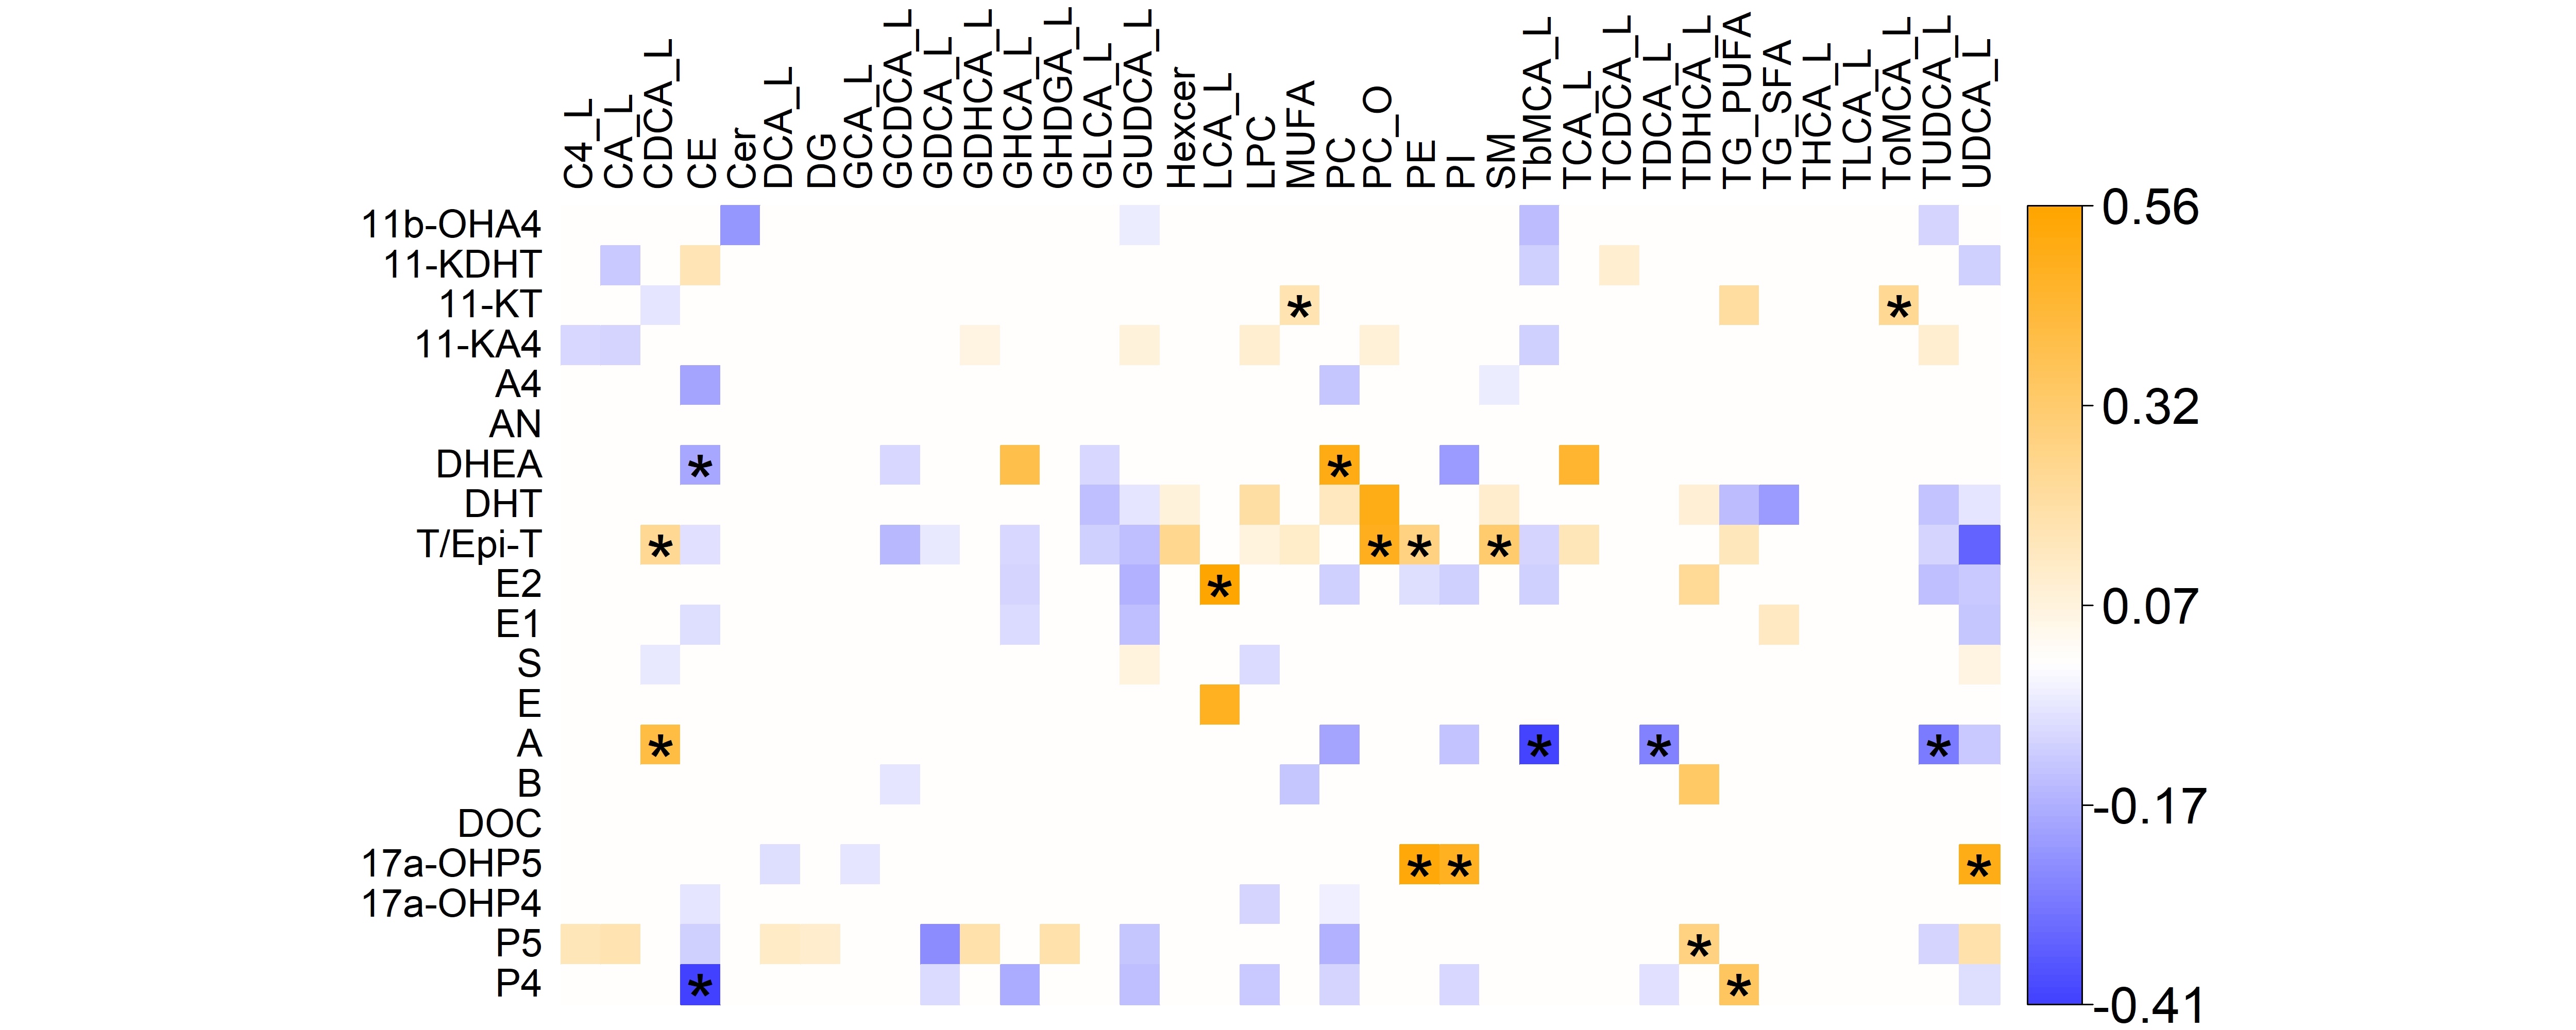 C4_L
CA_L
CDCA_L
CE
Cer
DCA_L
DG
GCA_L
GCDCA_L
GDCA_L
GDHCA_L
GHCA_L
GHDGA_L
GLCA_L
GUDCA_L
Hexcer
LCA_L
LPC
MUFA
PC
PC_O
PE
PI
SM
TbMCA_L
TCA_L
TCDCA_L
TDCA_L
TDHCA_L
TG_PUFA
TG_SFA
THCA_L
TLCA_L
ToMCA_L
TUDCA_L
UDCA_L
11b-OHA4
11-KDHT
11-KT * *
11-KA4
A4
AN
DHEA * *
DHT
T/Epi-T * * * *
E2 *
E1
S
E
A * * * *
B
DOC
17a-OHP5 * * *
17a-OHP4
P5 *
P4 * *
0.56
0.32
0.07
-0.17
-0.41